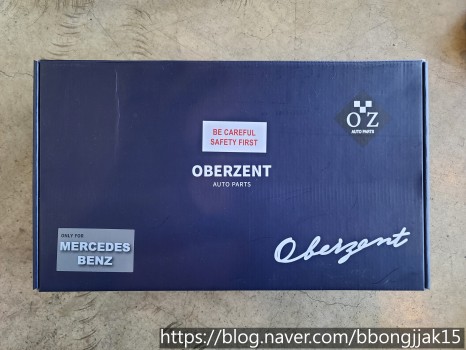 O'Z
AUTO PARTS
BE CAREFUL
SAFETY FIRST
OBERZENT
AUTO PARTS
ONLY FOR
MERCEDES
BENZ
Oberzent
https://blog.naver.com/bbongjjak15